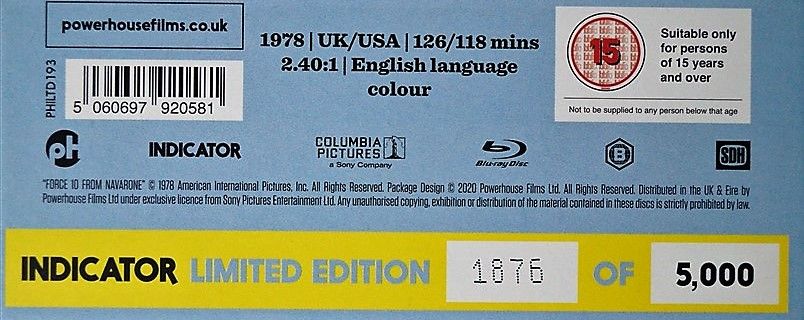 powerhousefilms.co.uk
PHILTD193
5 060697 920581
1978 | UK/USA | 126/118 mins
2.40:1 | English language
colour
15
Suitable only
for persons
of 15 years
and over
Not to be supplied to any person below that age
pH
INDICATOR
COLUMBIA
PICTURES
a Sony Company
Blu-ray Disc
B
SDH
"FORCE 10 FROM NAVARONE" © 1978 American International Pictures, Inc. All Rights Reserved. Package Design © 2020 Powerhouse Films Ltd. All Rights Reserved. Distributed in the UK & Eire by
Powerhouse Films Ltd under exclusive licence from Sony Pictures Entertainment Ltd. Any unauthorised copying, exhibition or distribution of the material contained in these discs is strictly prohibited by law.
INDICATOR LIMITED EDITION 1876 OF 5,000